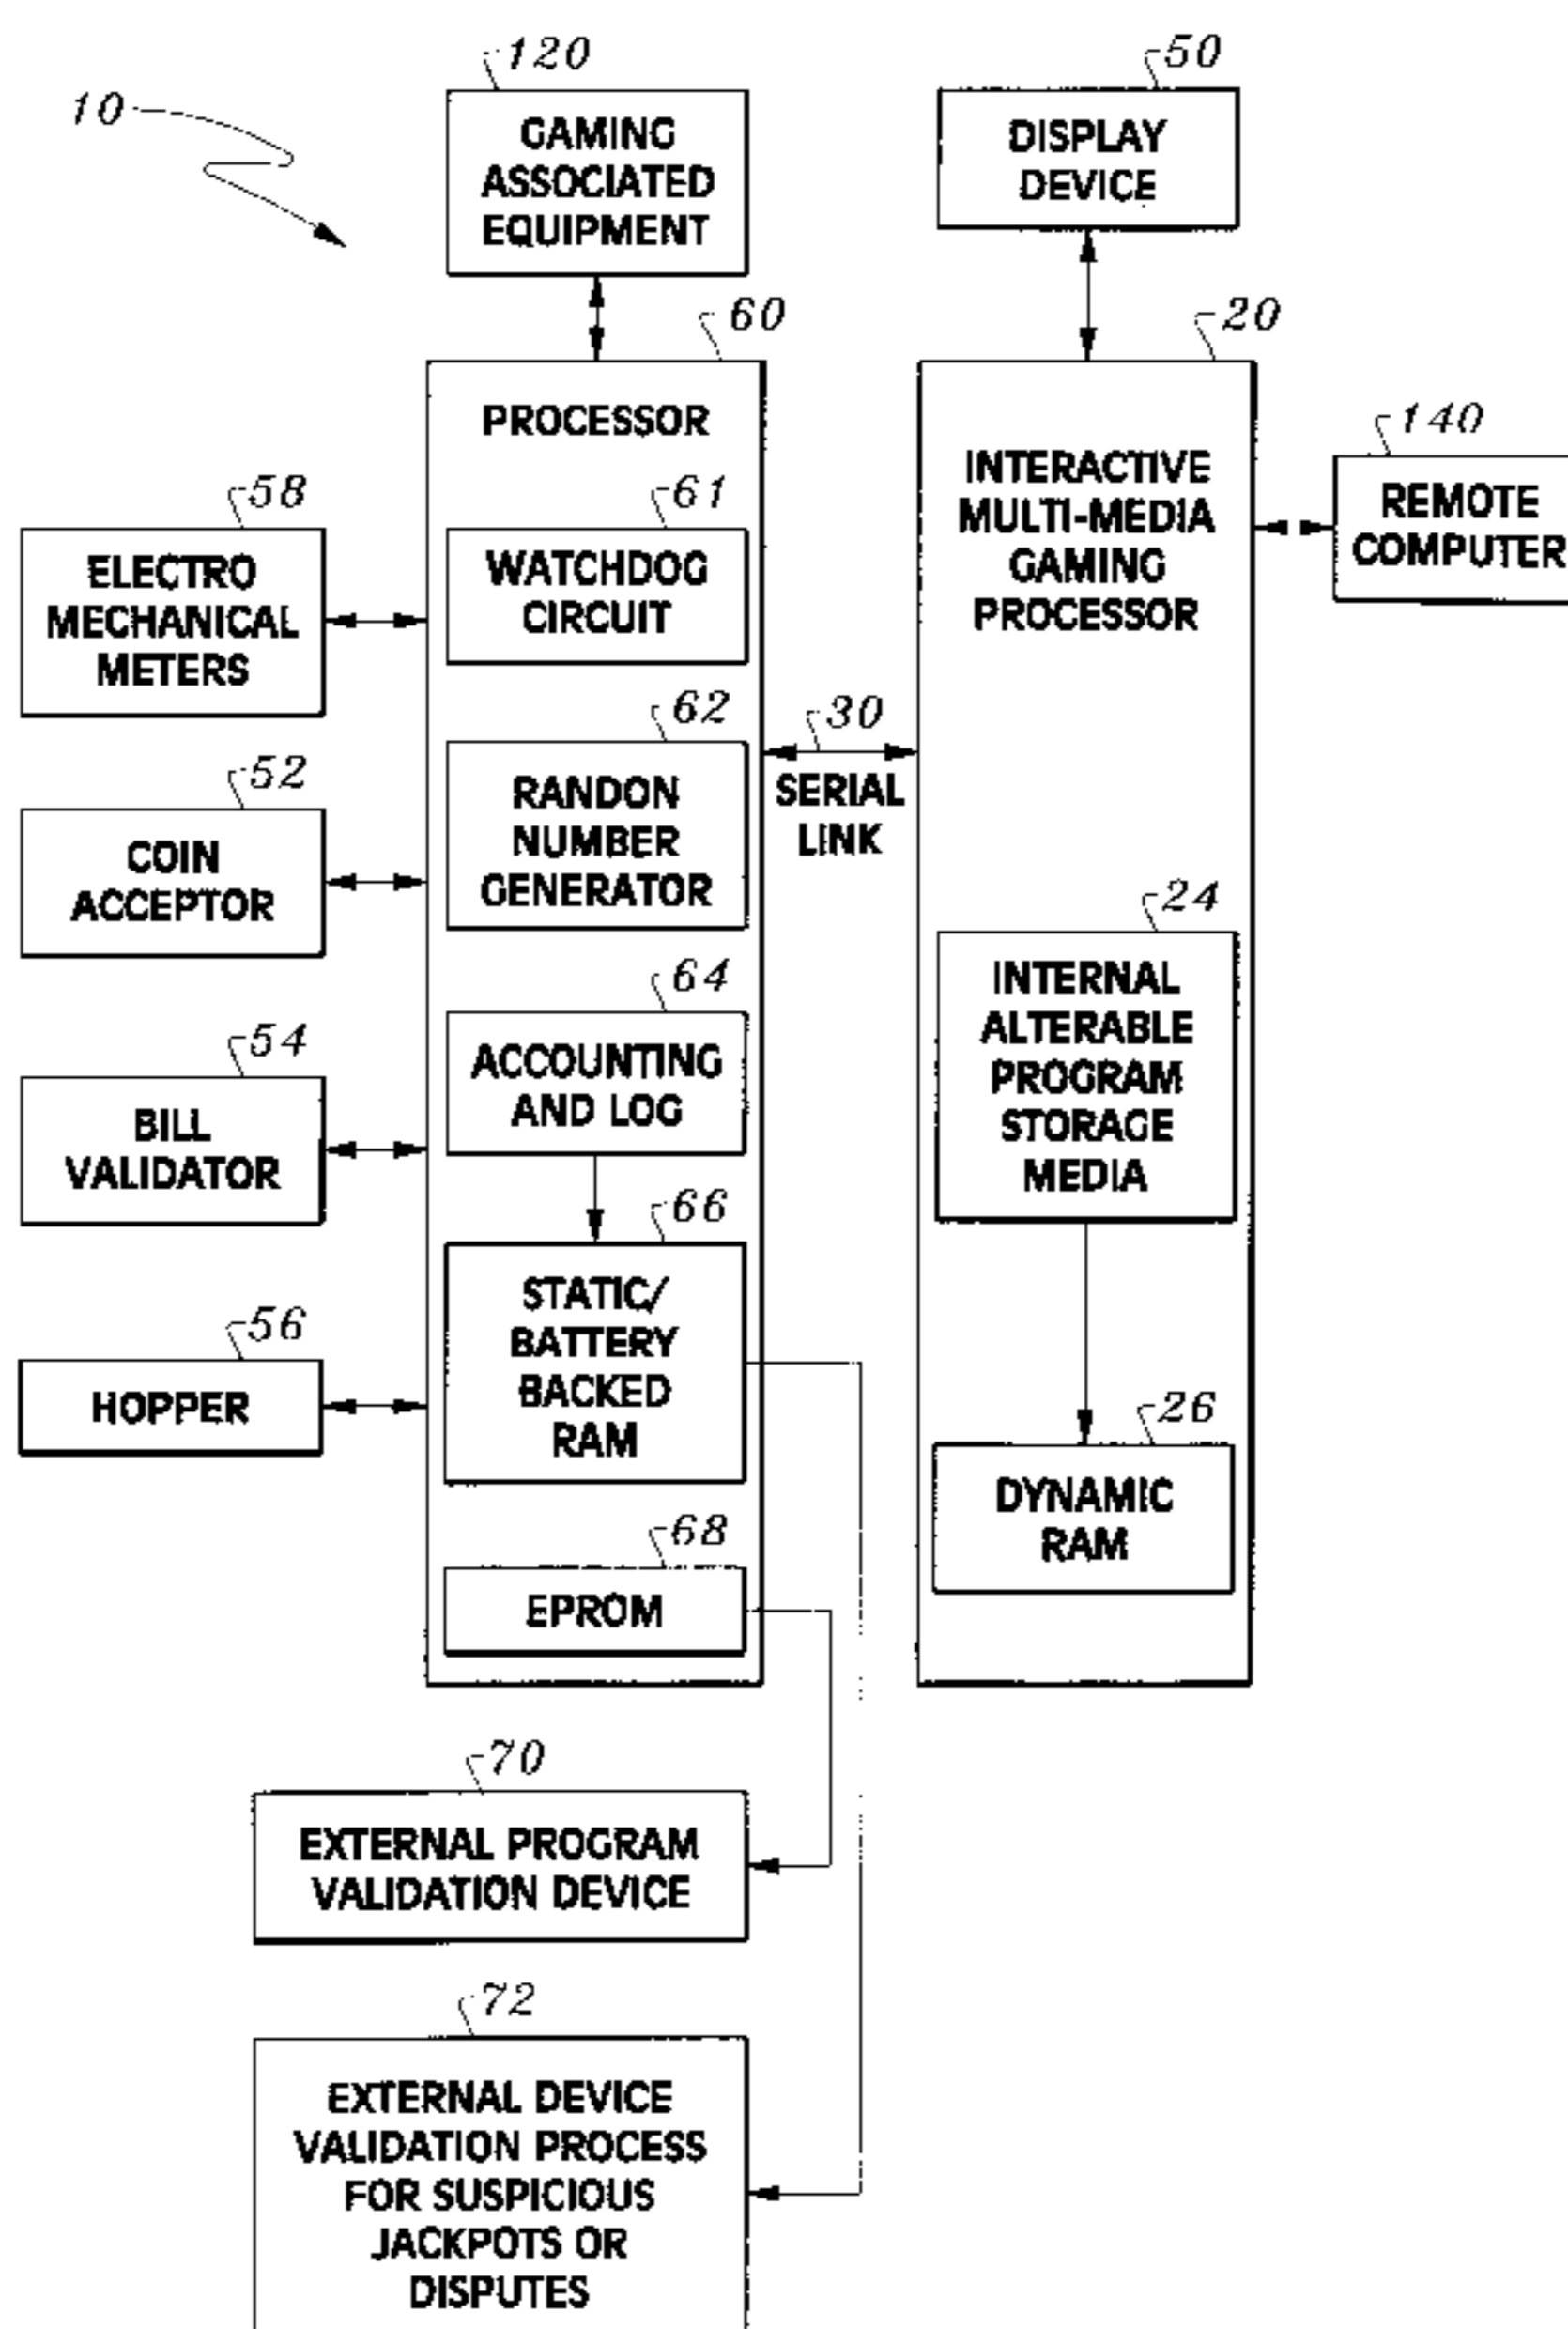 10
120
GAMING
ASSOCIATED
EQUIPMENT
50
DISPLAY
DEVICE
60
PROCESSOR
20
INTERACTIVE
MULTI-MEDIA
GAMING
PROCESSOR
140
REMOTE
COMPUTER
58
ELECTRO
MECHANICAL
METERS
61
WATCHDOG
CIRCUIT
62
RANDON
NUMBER
GENERATOR
30
SERIAL
LINK
52
COIN
ACCEPTOR
24
INTERNAL
ALTERABLE
PROGRAM
STORAGE
MEDIA
64
ACCOUNTING
AND LOG
54
BILL
VALIDATOR
66
STATIC/
BATTERY
BACKED
RAM
56
HOPPER
26
DYNAMIC
RAM
68
EPROM
70
EXTERNAL PROGRAM
VALIDATION DEVICE
72
EXTERNAL DEVICE
VALIDATION PROCESS
FOR SUSPICIOUS
JACKPOTS OR
DISPUTES